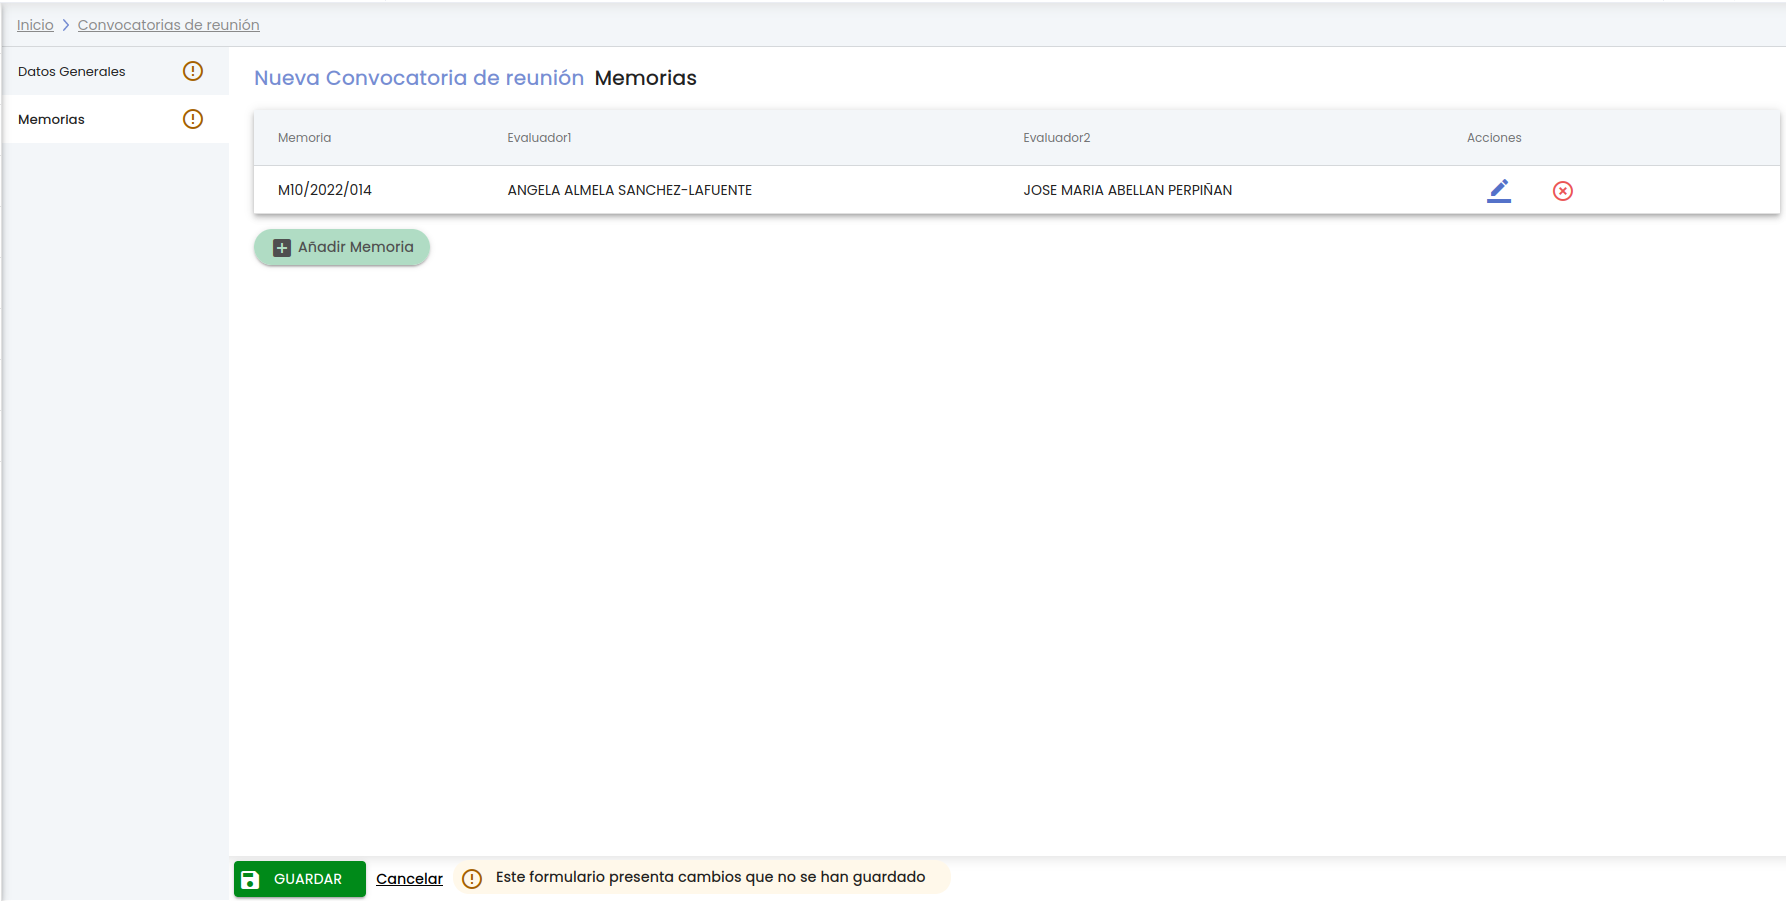 Inicio > Convocatorias de reunión
Datos Generales
Memorias
Nueva Convocatoria de reunión Memorias
Memoria Evaluador1 Evaluador2 Acciones
M10/2022/014 ANGELA ALMELA SANCHEZ-LAFUENTE JOSE MARIA ABELLAN PERPIÑAN
Añadir Memoria
GUARDAR Cancelar Este formulario presenta cambios que no se han guardado